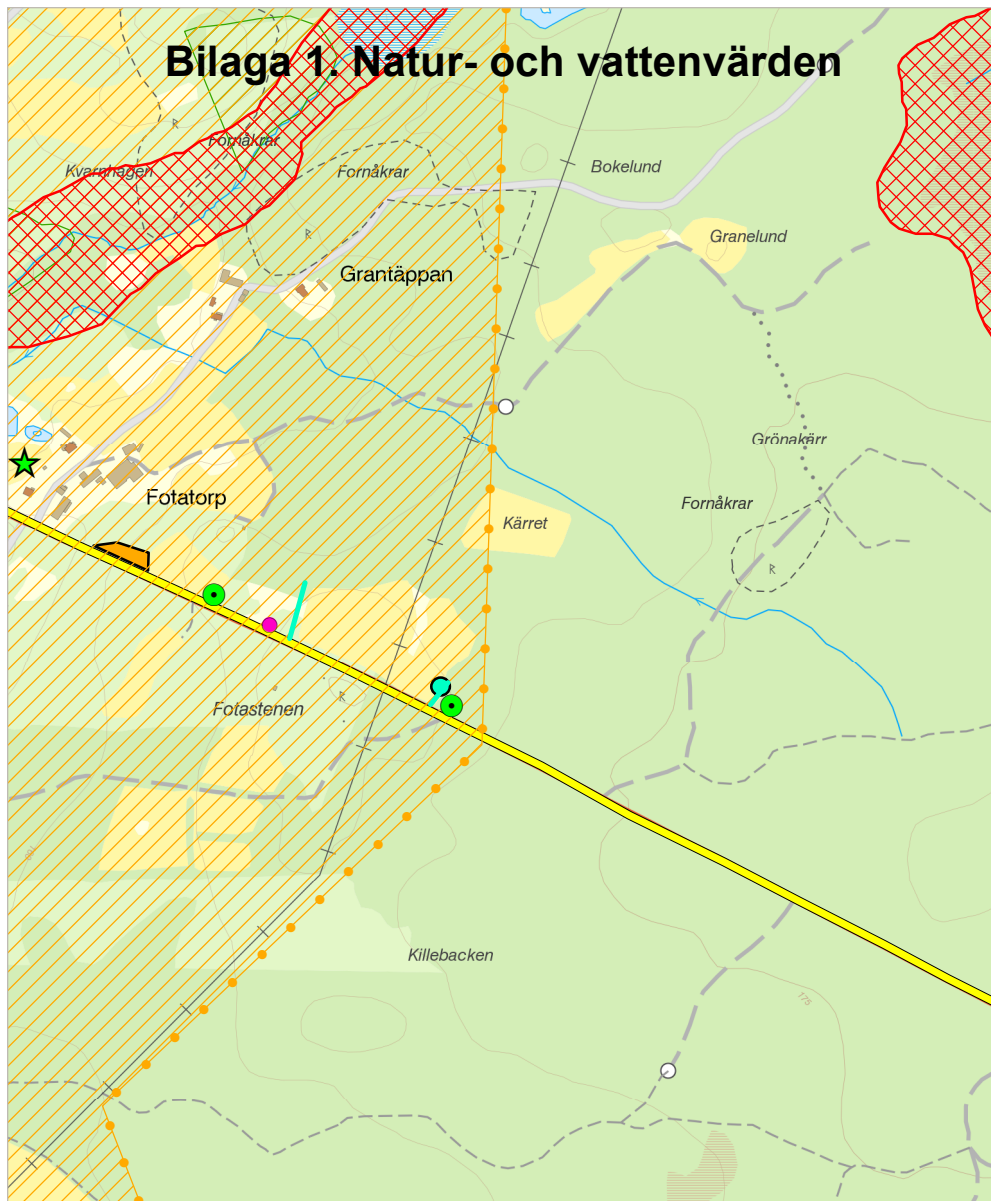 Bilaga 1. Natur- och vattenvärden
Fornåkrar
Kvarnhagen
Fornåkrar
Bokelund
Granelund
Grantäppan
R
R
Grönakärr
Fotatorp
Fornåkrar
Kärret
R
R
Fotastenen
Killebacken
175